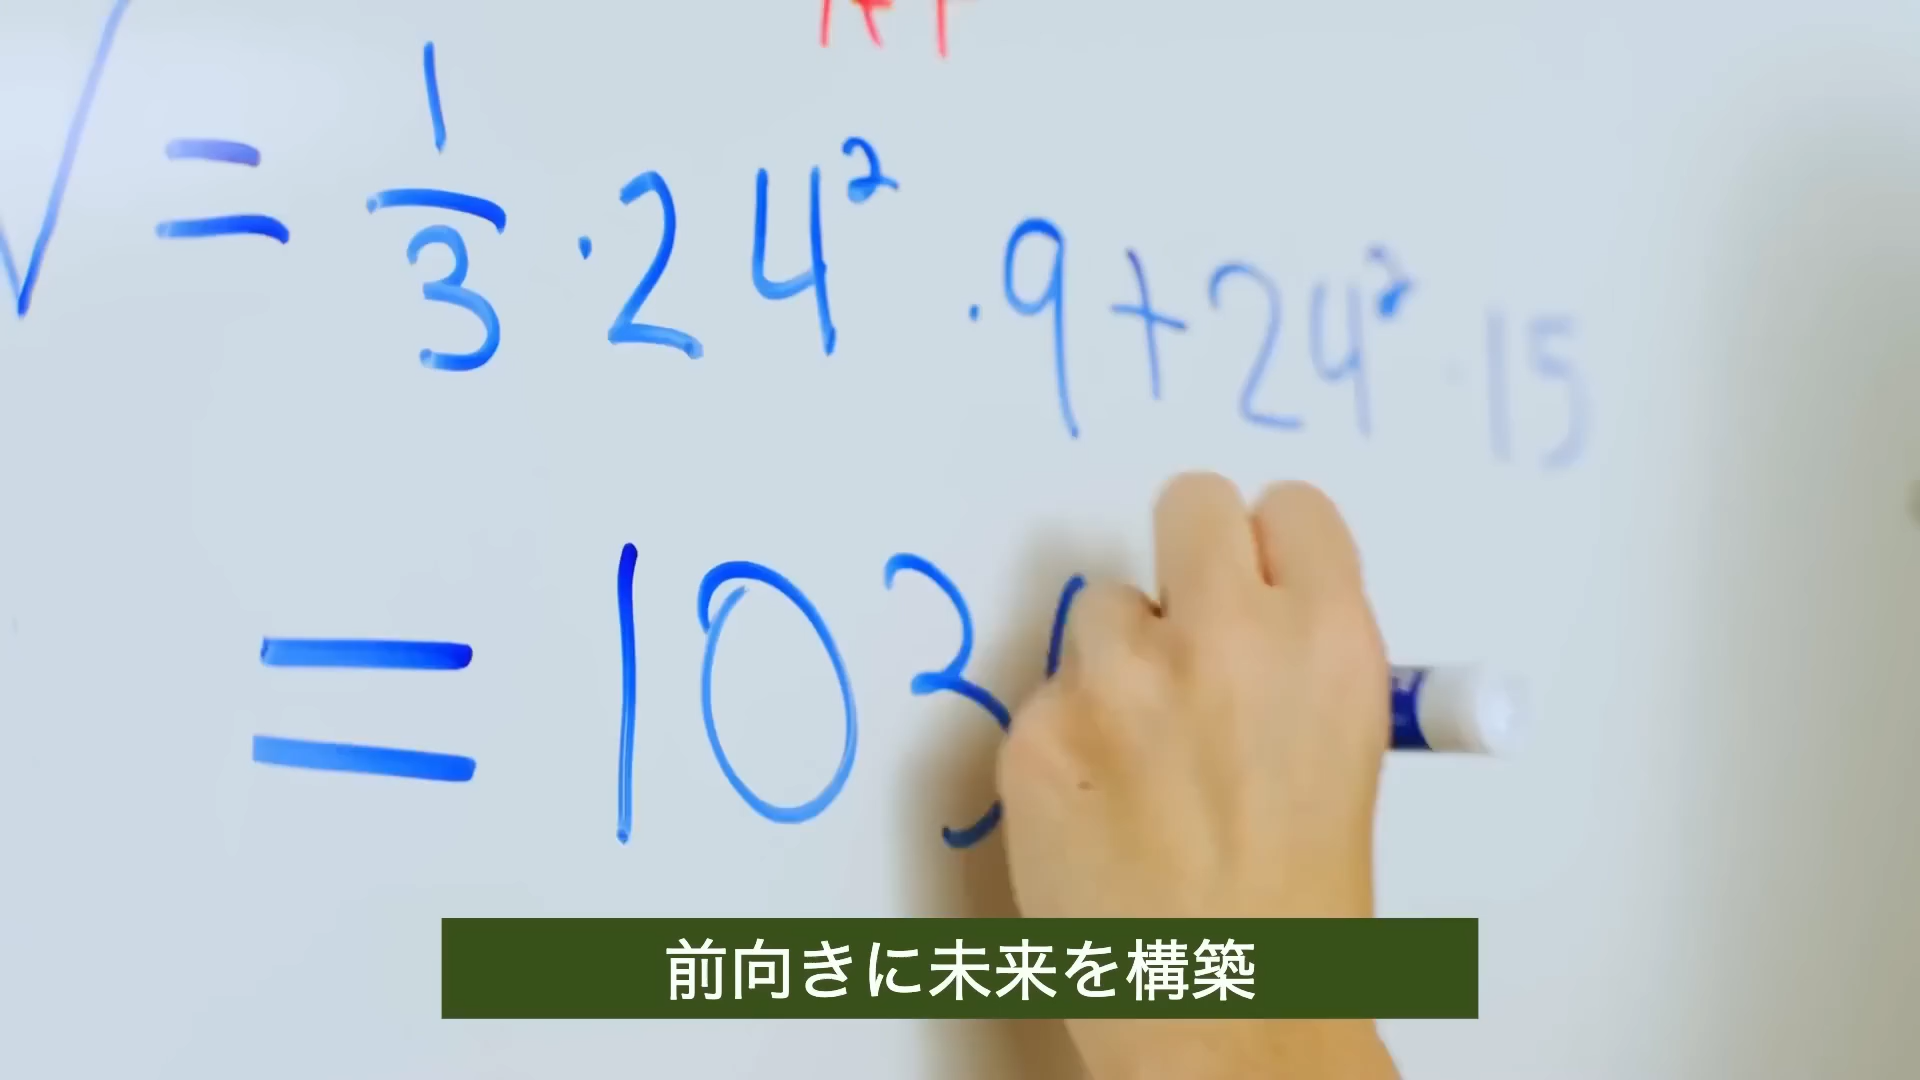 V = 1/3 · 24² · 9 + 24² · 15
= 103
前向きに未来を構築